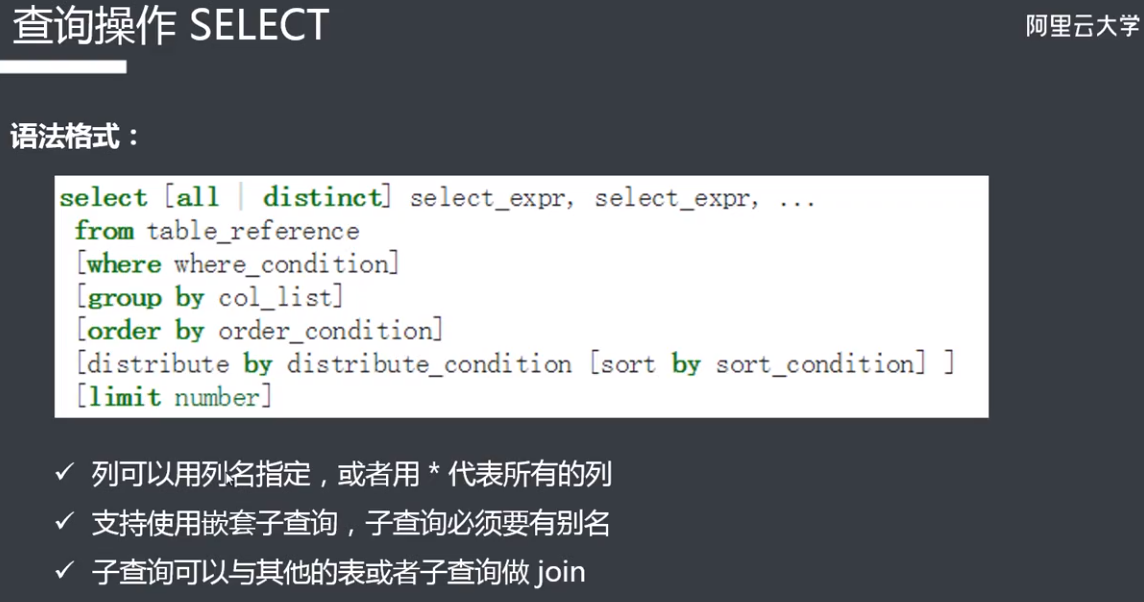 查询操作 SELECT
阿里云大学
语法格式：
select [all | distinct] select_expr, select_expr, ...
from table_reference
[where where_condition]
[group by col_list]
[order by order_condition]
[distribute by distribute_condition [sort by sort_condition] ]
[limit number]
✓ 列可以用列名指定，或者用 * 代表所有的列
✓ 支持使用嵌套子查询，子查询必须要有别名
✓ 子查询可以与其他的表或者子查询做 join